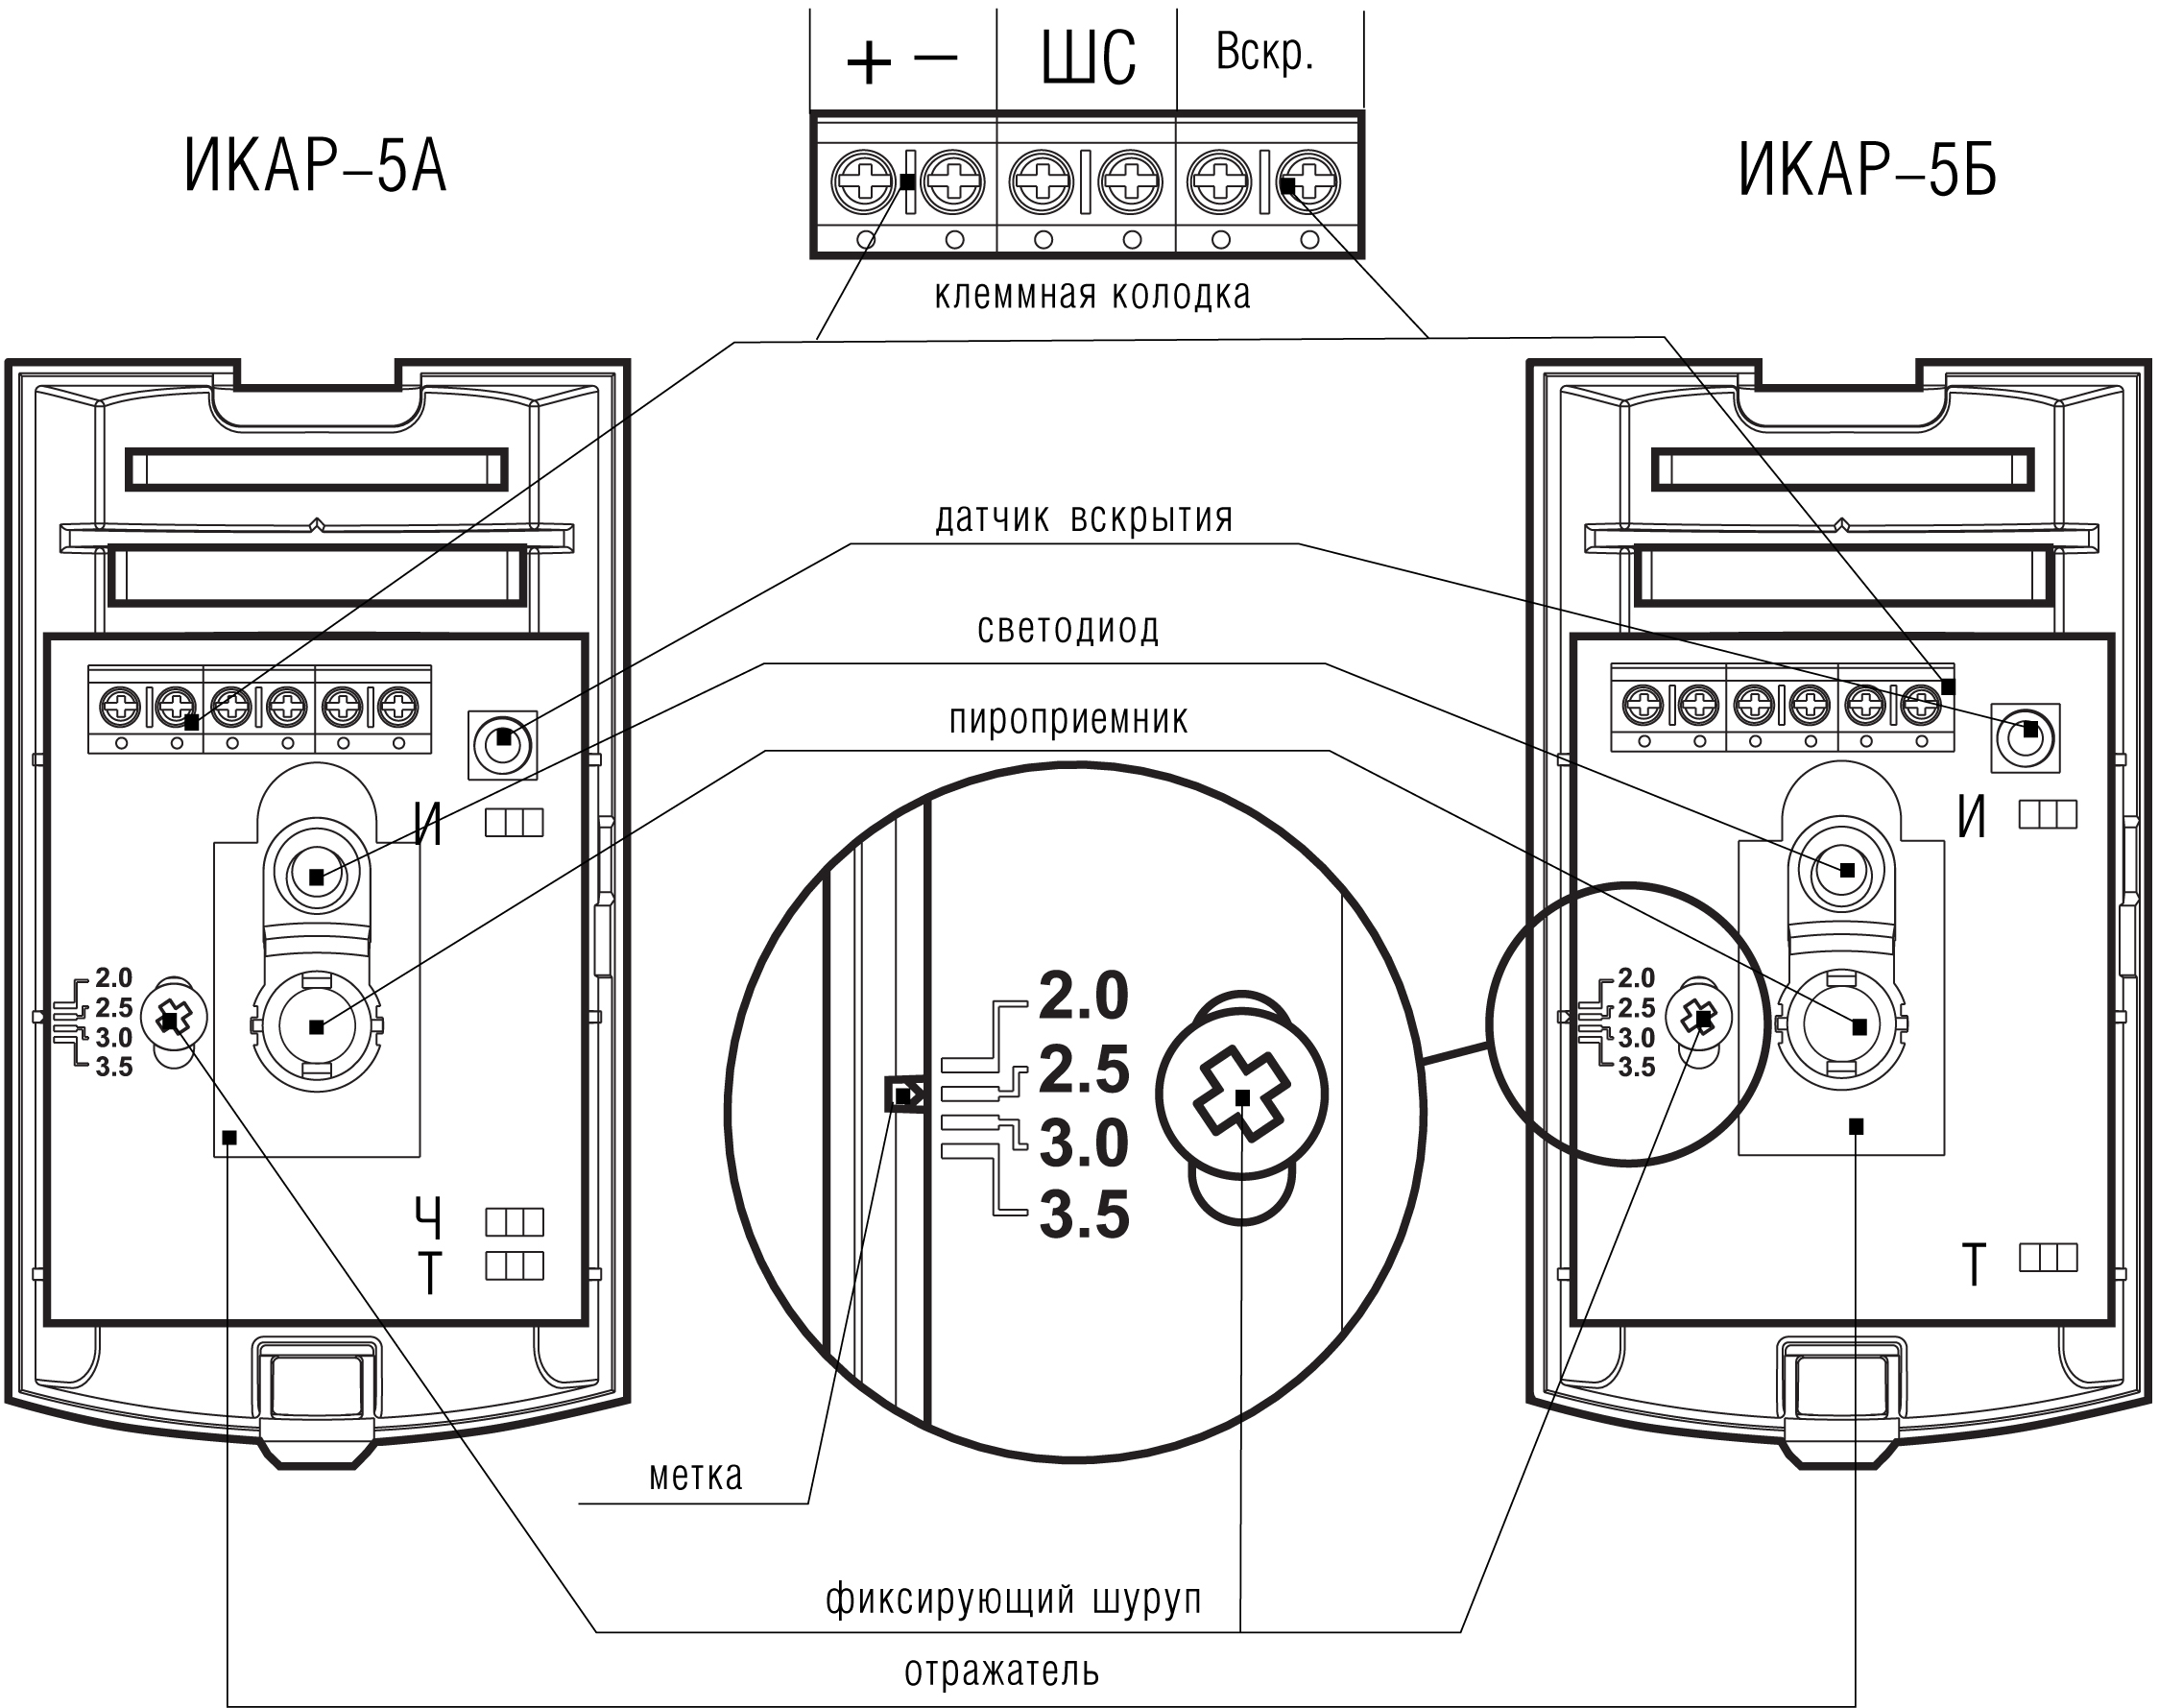 + − ШС Вскр.
ИКАР–5А
ИКАР–5Б
клеммная колодка
датчик вскрытия
светодиод
пироприемник
И
И
2.0
2.5
3.0
3.5
2.0
2.5
3.0
3.5
2.0
2.5
3.0
3.5
Ч
Т
Т
метка
фиксирующий шуруп
отражатель